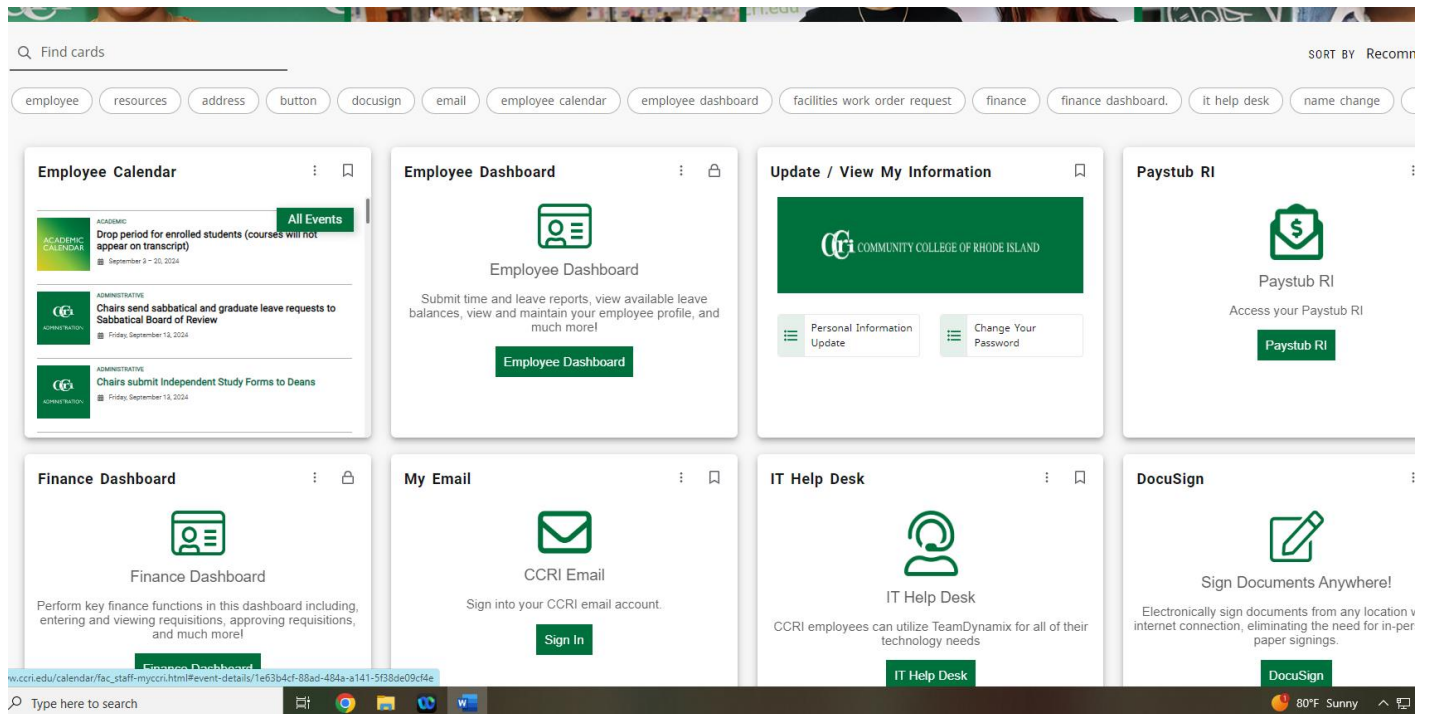 ri.edu
Find cards
SORT BY Recomm
employee resources address button docusign email employee calendar employee dashboard facilities work order request finance finance dashboard. it help desk name change
Employee Calendar
All Events
ACADEMIC CALENDAR
ACADEMIC
Drop period for enrolled students (courses will not
appear on transcript)
September 3 – 20, 2024
CCRI
ADMINISTRATION
ADMINISTRATIVE
Chairs send sabbatical and graduate leave requests to
Sabbatical Board of Review
Friday, September 13, 2024
CCRI
ADMINISTRATION
ADMINISTRATIVE
Chairs submit Independent Study Forms to Deans
Friday, September 13, 2024
Employee Dashboard
Employee Dashboard
Submit time and leave reports, view available leave
balances, view and maintain your employee profile, and
much more!
Employee Dashboard
Update / View My Information
CCRi COMMUNITY COLLEGE OF RHODE ISLAND
Personal Information
Update
Change Your
Password
Paystub RI
Paystub RI
Access your Paystub RI
Paystub RI
Finance Dashboard
Finance Dashboard
Perform key finance functions in this dashboard including,
entering and viewing requisitions, approving requisitions,
and much more!
Finance Dashboard
My Email
CCRI Email
Sign into your CCRI email account.
Sign In
IT Help Desk
IT Help Desk
CCRI employees can utilize TeamDynamix for all of their
technology needs
IT Help Desk
DocuSign
Sign Documents Anywhere!
Electronically sign documents from any location w
internet connection, eliminating the need for in-per
paper signings.
DocuSign
w.ccri.edu/calendar/fac_staff-myccri.html#event-details/1e63b4cf-88ad-484a-a141-5f38de09cf4e
Type here to search
80°F Sunny